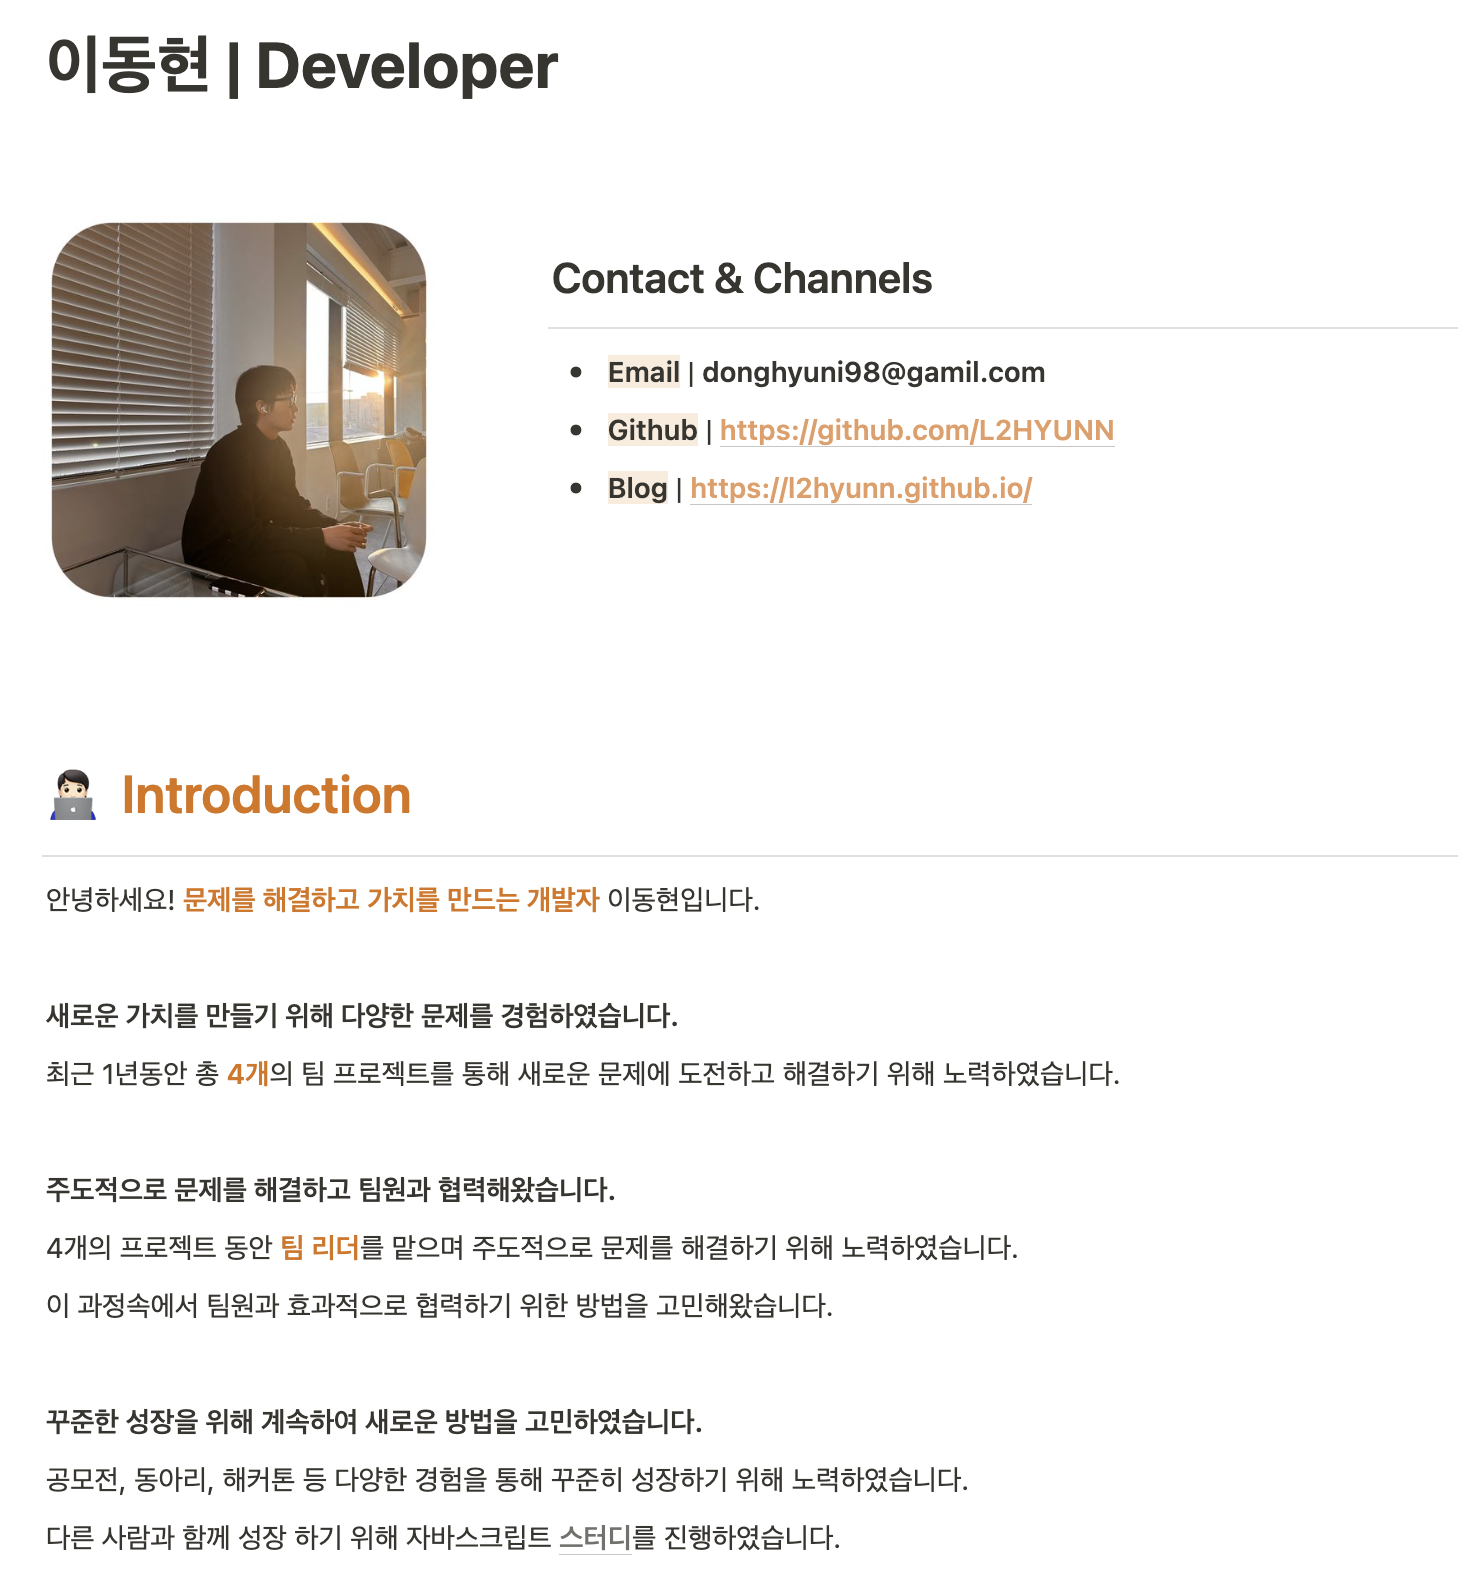 이동현 | Developer
Contact & Channels
Email | donghyuni98@gamil.com
Github | https://github.com/L2HYUNN
Blog | https://l2hyunn.github.io/
Introduction
안녕하세요! 문제를 해결하고 가치를 만드는 개발자 이동현입니다.
새로운 가치를 만들기 위해 다양한 문제를 경험하였습니다.
최근 1년동안 총 4개의 팀 프로젝트를 통해 새로운 문제에 도전하고 해결하기 위해 노력하였습니다.
주도적으로 문제를 해결하고 팀원과 협력해왔습니다.
4개의 프로젝트 동안 팀 리더를 맡으며 주도적으로 문제를 해결하기 위해 노력하였습니다.
이 과정속에서 팀원과 효과적으로 협력하기 위한 방법을 고민해왔습니다.
꾸준한 성장을 위해 계속하여 새로운 방법을 고민하였습니다.
공모전, 동아리, 해커톤 등 다양한 경험을 통해 꾸준히 성장하기 위해 노력하였습니다.
다른 사람과 함께 성장 하기 위해 자바스크립트 스터디를 진행하였습니다.